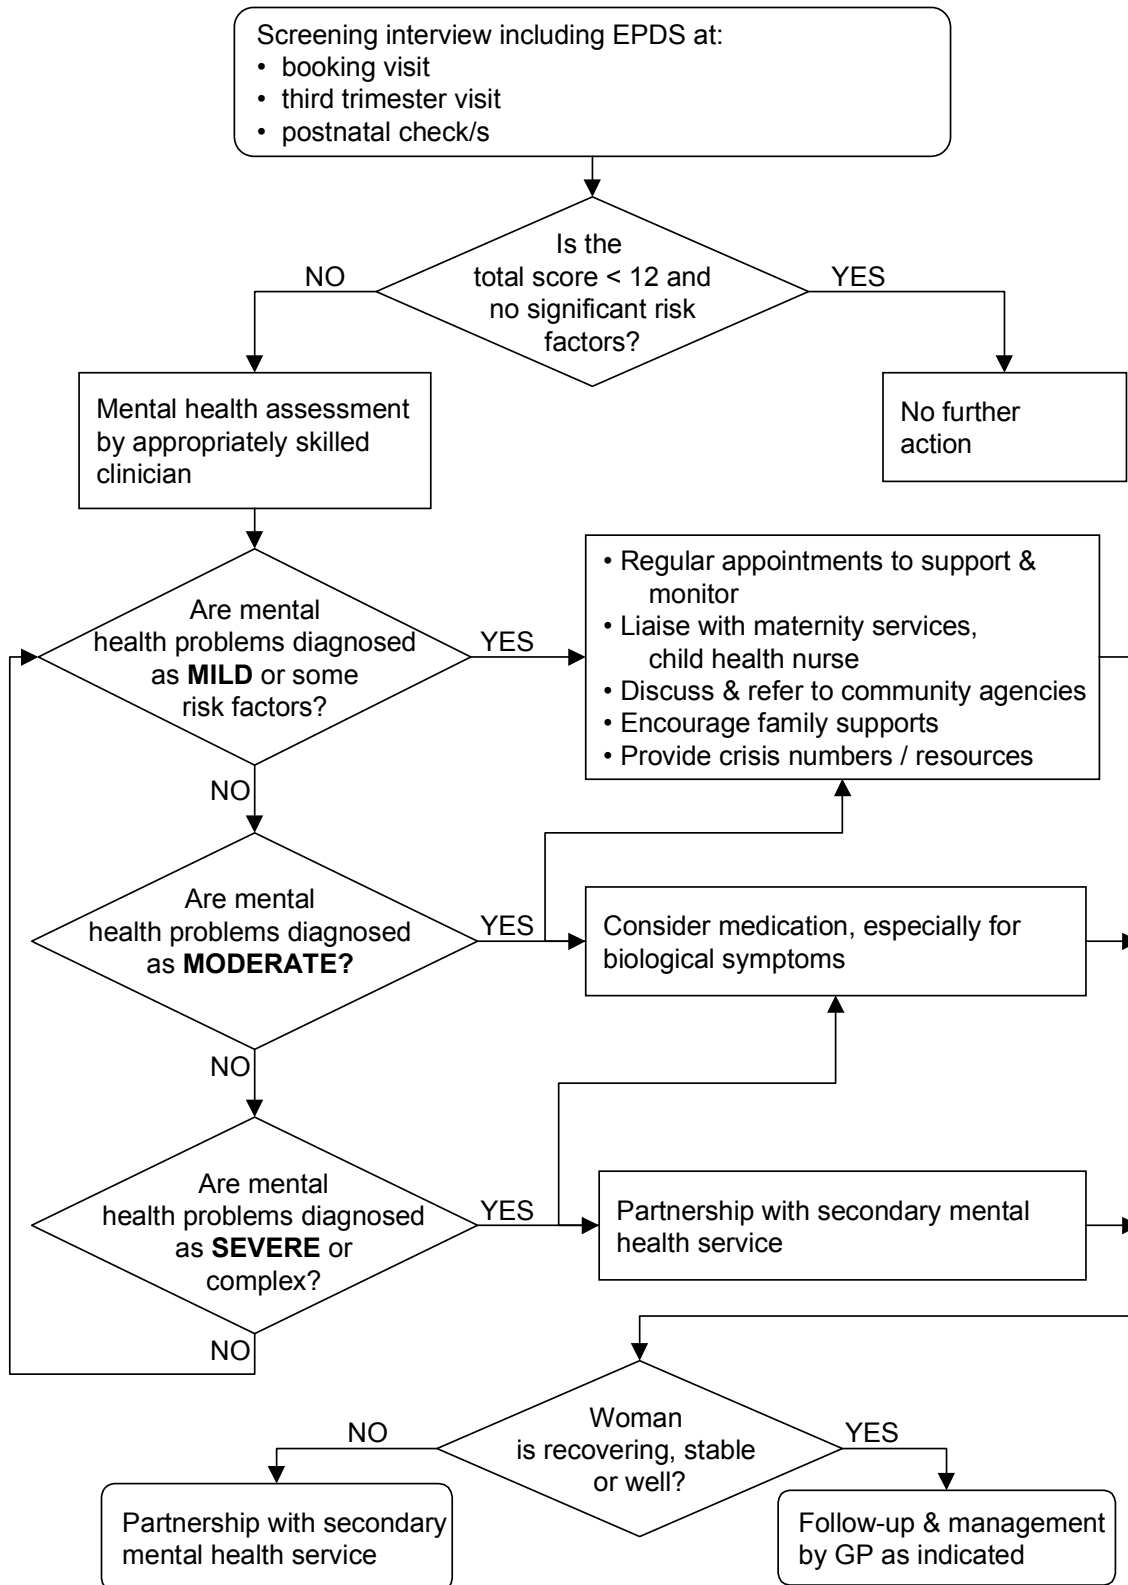 Screening interview including EPDS at:
• booking visit
• third trimester visit
• postnatal check/s
Is the
total score < 12 and
no significant risk
factors?
NO
YES
Mental health assessment
by appropriately skilled
clinician
No further
action
Are mental
health problems diagnosed
as MILD or some
risk factors?
YES
NO
• Regular appointments to support &
monitor
• Liaise with maternity services,
child health nurse
• Discuss & refer to community agencies
• Encourage family supports
• Provide crisis numbers / resources
Are mental
health problems diagnosed
as MODERATE?
YES
NO
Consider medication, especially for
biological symptoms
Are mental
health problems diagnosed
as SEVERE or
complex?
YES
NO
Partnership with secondary mental
health service
Woman
is recovering, stable
or well?
NO
YES
Partnership with secondary
mental health service
Follow-up & management
by GP as indicated